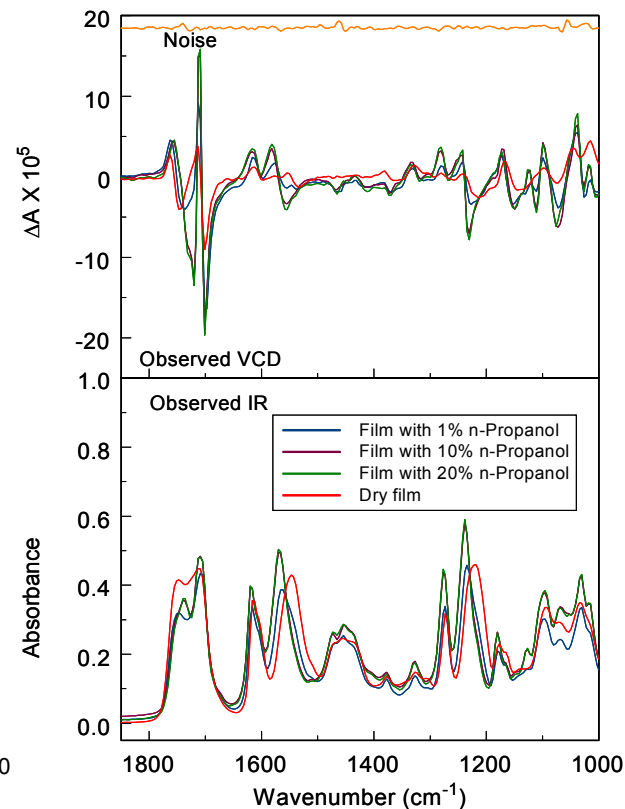 20
Noise
10
0
-10
-20
ΔA X 10⁵
Observed VCD
1.0
Observed IR
Film with 1% n-Propanol
Film with 10% n-Propanol
Film with 20% n-Propanol
Dry film
0.8
0.6
0.4
0.2
0.0
Absorbance
0
1800 1600 1400 1200 1000
Wavenumber (cm⁻¹)